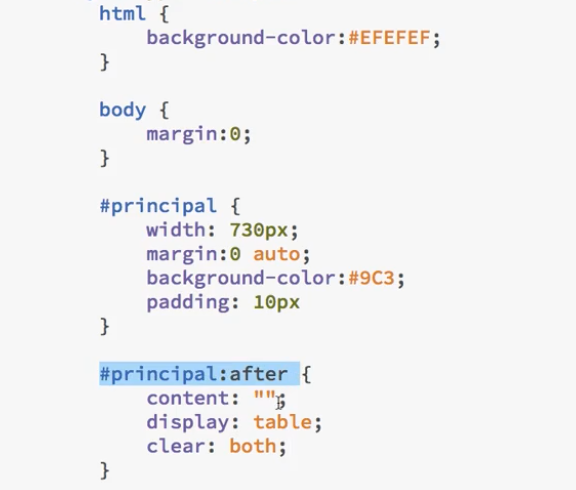 html {
background-color:#EFEFEF;
}
body {
margin:0;
}
#principal {
width: 730px;
margin:0 auto;
background-color:#9C3;
padding: 10px
}
#principal:after {
content: "";
display: table;
clear: both;
}